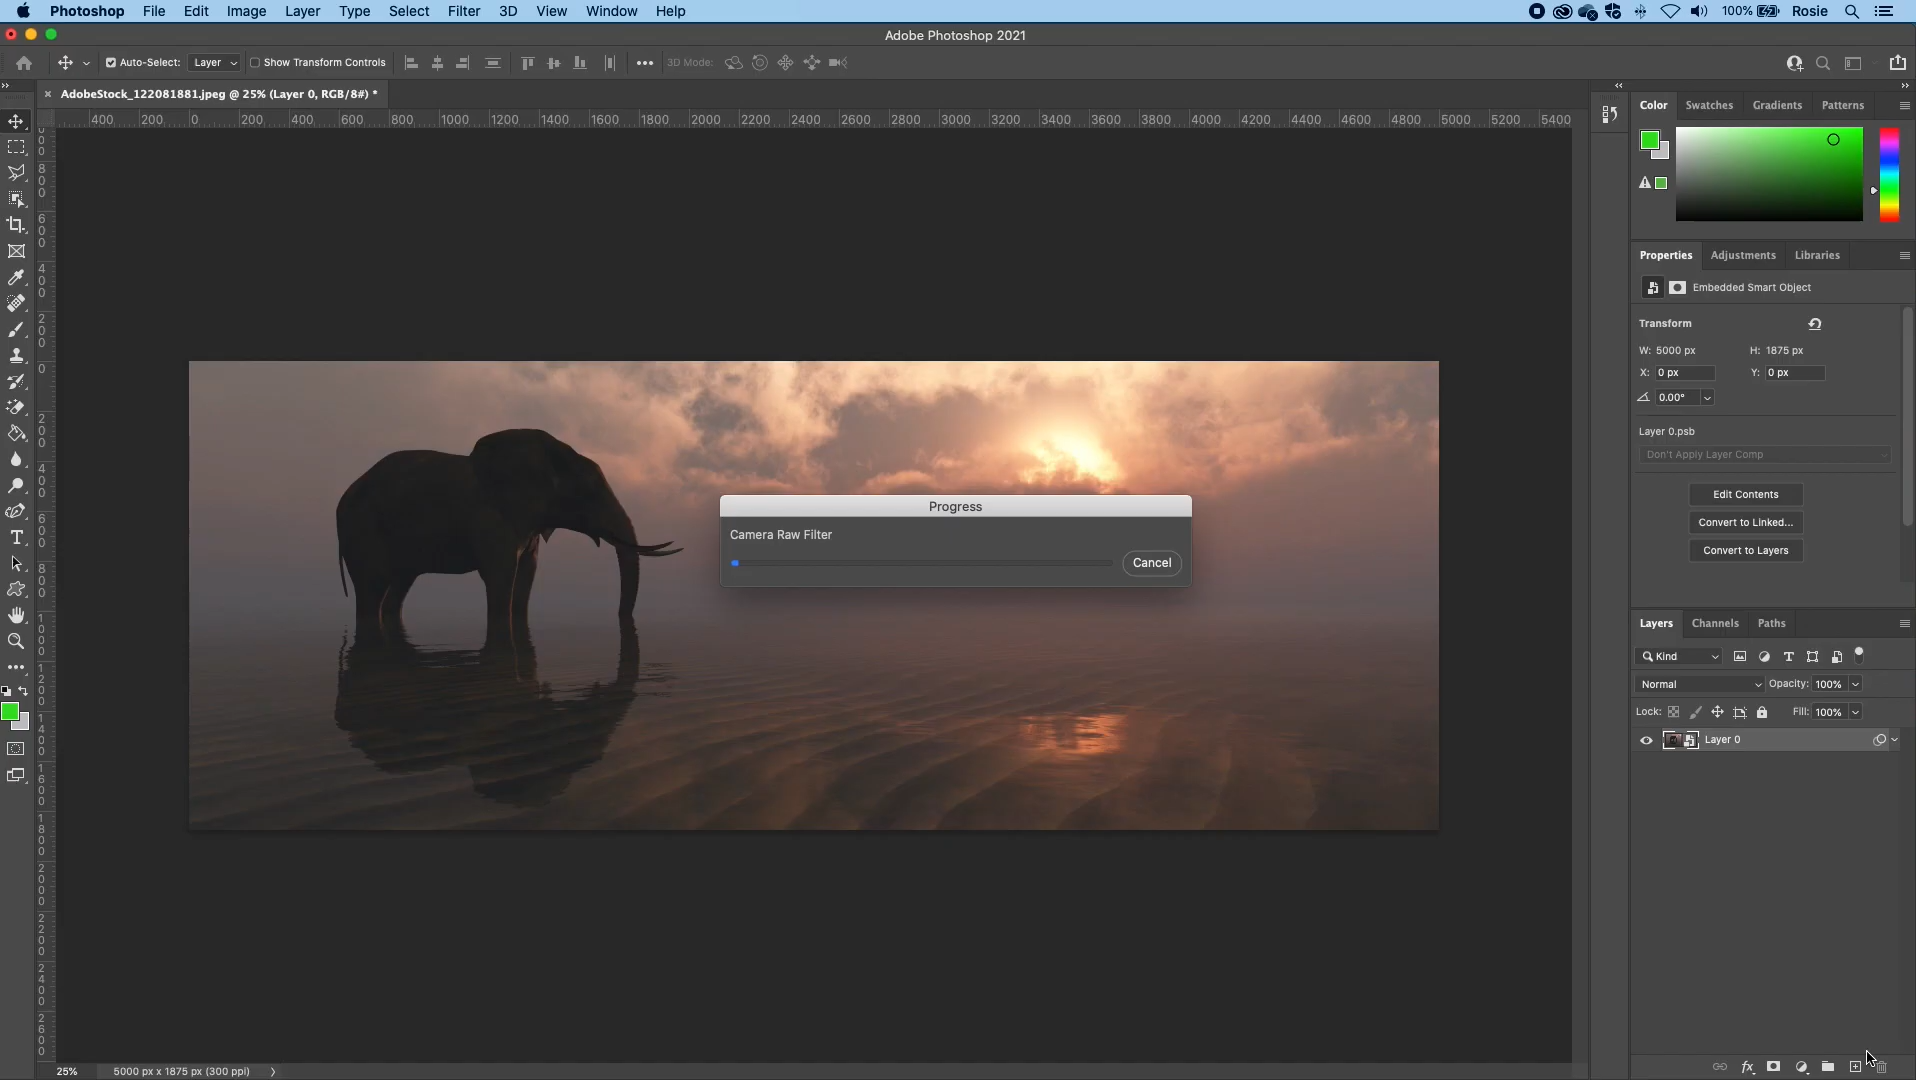 Photoshop File Edit Image Layer Type Select Filter 3D View Window Help 100% Rosie
Adobe Photoshop 2021
Auto-Select: Layer Show Transform Controls 3D Mode:
× AdobeStock_122081881.jpeg @ 25% (Layer 0, RGB/8#) *
400 200 0 200 400 600 800 1000 1200 1400 1600 1800 2000 2200 2400 2600 2800 3000 3200 3400 3600 3800 4000 4200 4400 4600 4800 5000 5200 5400
Color Swatches Gradients Patterns
Properties Adjustments Libraries
Embedded Smart Object
Transform
W: 5000 px H: 1875 px
X: 0 px Y: 0 px
0.00°
Layer 0.psb
Don't Apply Layer Comp
Edit Contents
Convert to Linked...
Convert to Layers
Progress
Camera Raw Filter
Cancel
Layers Channels Paths
Kind
Normal Opacity: 100%
Lock: Fill: 100%
Layer 0
25% 5000 px x 1875 px (300 ppi)